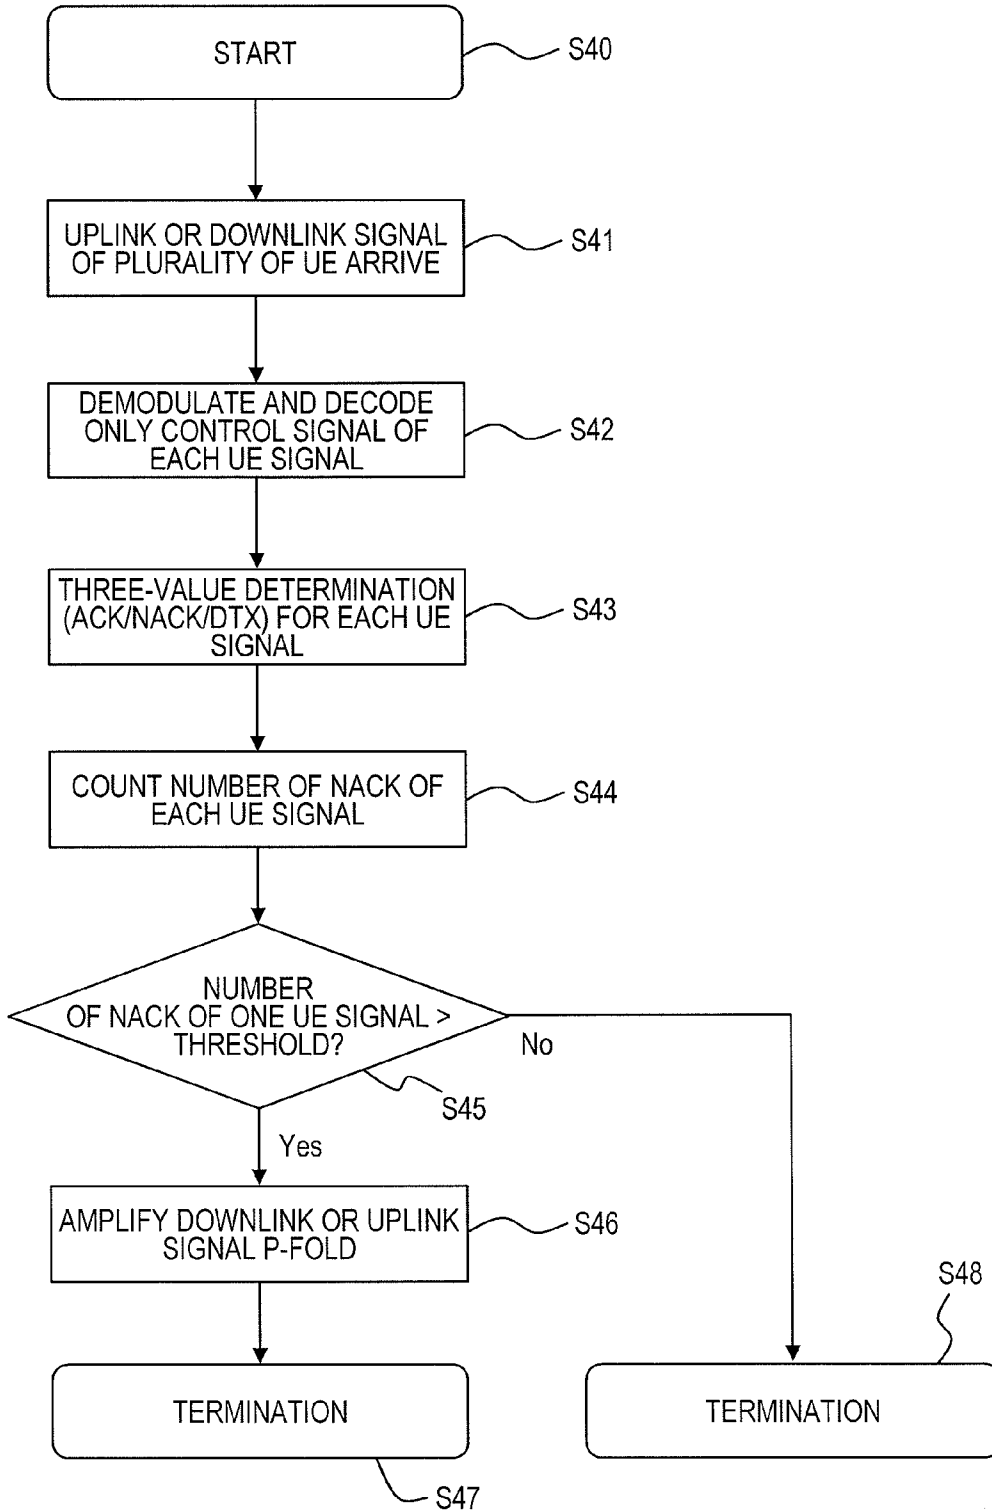 START
S40
UPLINK OR DOWNLINK SIGNAL
OF PLURALITY OF UE ARRIVE
S41
DEMODULATE AND DECODE
ONLY CONTROL SIGNAL OF
EACH UE SIGNAL
S42
THREE-VALUE DETERMINATION
(ACK/NACK/DTX) FOR EACH UE
SIGNAL
S43
COUNT NUMBER OF NACK OF
EACH UE SIGNAL
S44
NUMBER
OF NACK OF ONE UE SIGNAL >
THRESHOLD?
No
S45
Yes
AMPLIFY DOWNLINK OR UPLINK
SIGNAL P-FOLD
S46
S48
TERMINATION
TERMINATION
S47